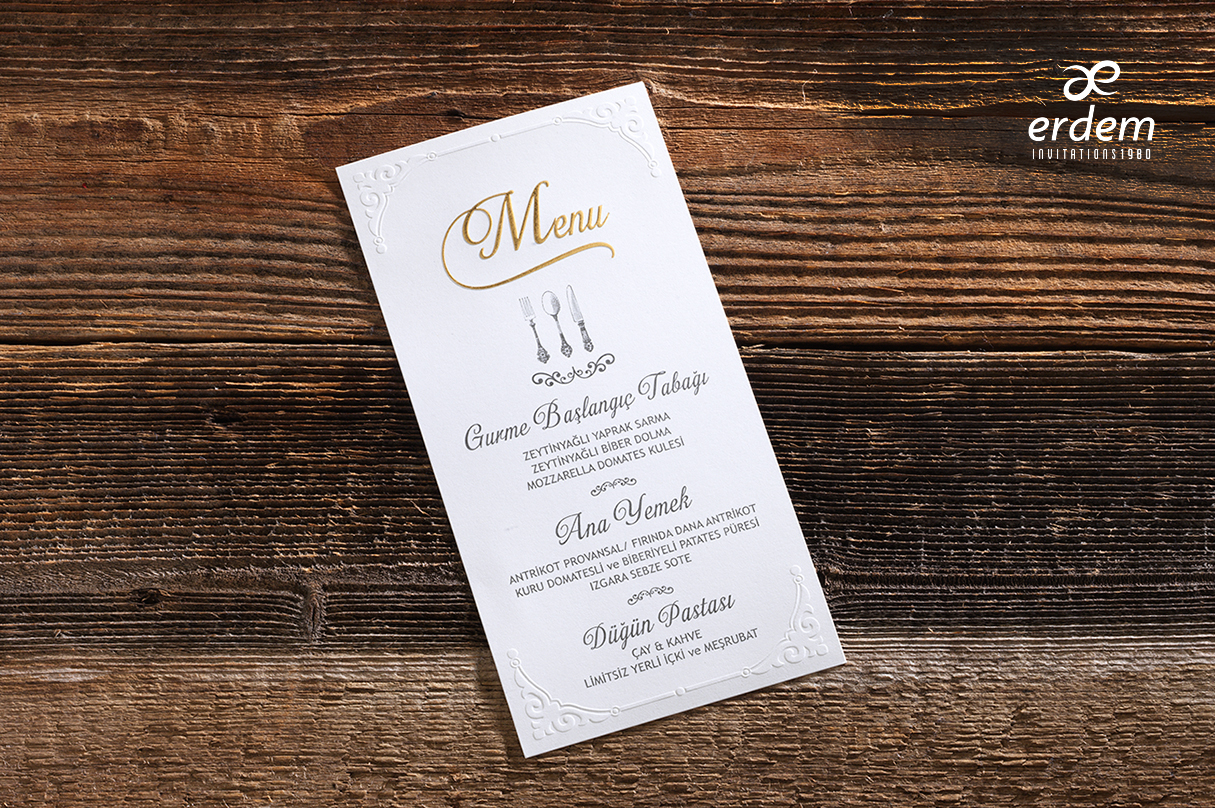 erdem
INVITATIONS1980
Menu
Gurme Başlangıç Tabağı
ZEYTİNYAĞLI YAPRAK SARMA
ZEYTİNYAĞLI BİBER DOLMA
MOZZARELLA DOMATES KULESİ
Ana Yemek
ANTRİKOT PROVANSAL/ FIRINDA DANA ANTRİKOT
KURU DOMATESLİ ve BİBERİYELİ PATATES PÜRESİ
IZGARA SEBZE SOTE
Düğün Pastası
ÇAY & KAHVE
LİMİTSİZ YERLİ İÇKİ ve MEŞRUBAT